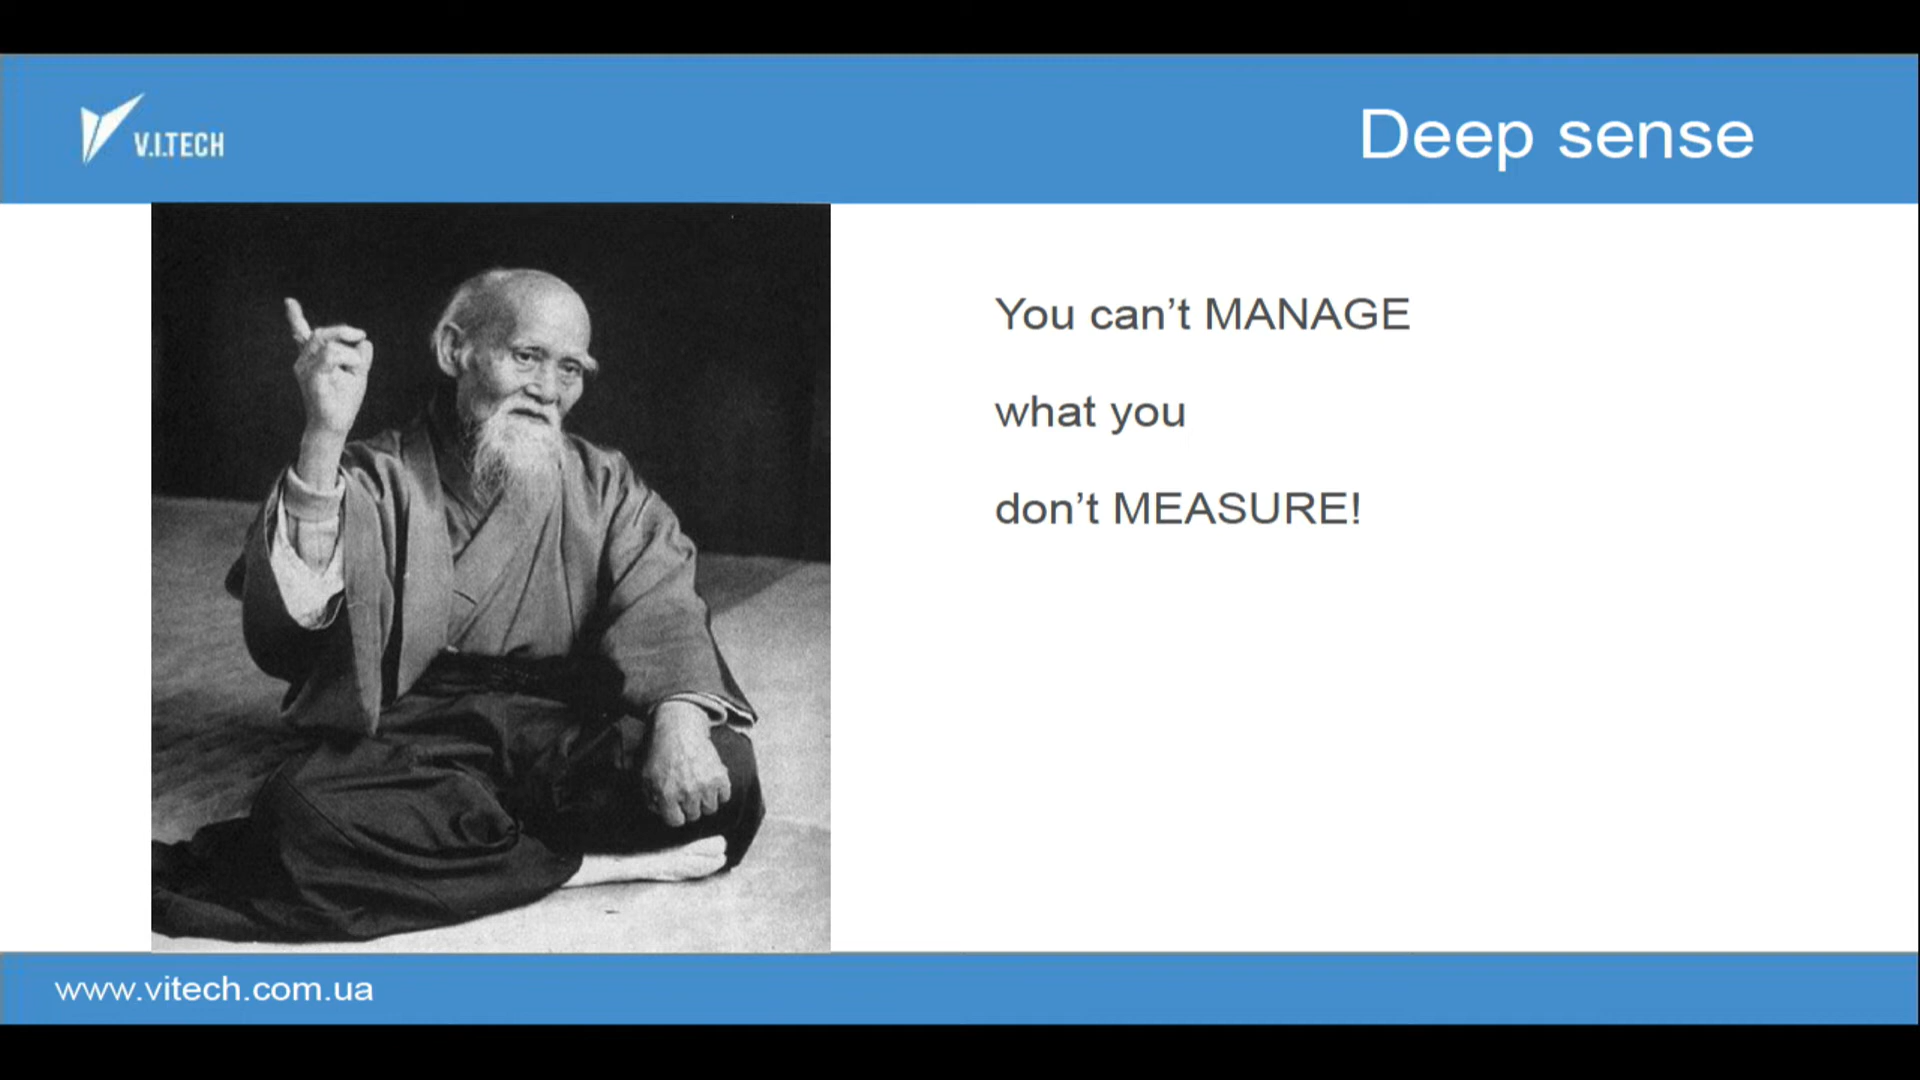 V.I.TECH
Deep sense
You can’t MANAGE
what you
don’t MEASURE!
www.vitech.com.ua